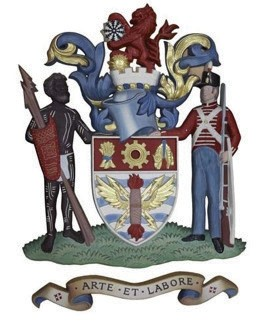 ARTE · ET · LABORE